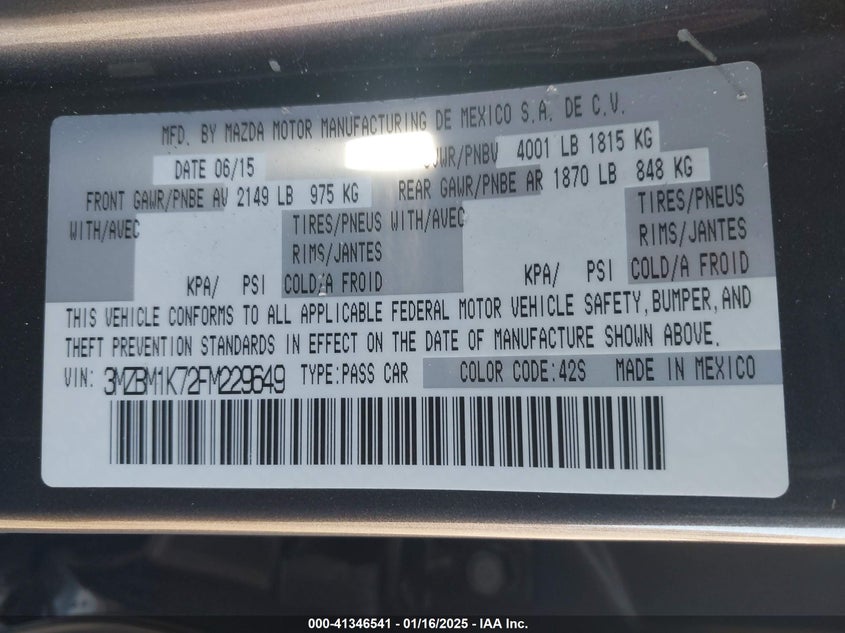 MFD. BY MAZDA MOTOR MANUFACTURING DE MEXICO S.A. DE C.V.
DATE 06/15 GVWR/PNBV 4001 LB 1815 KG
FRONT GAWR/PNBE AV 2149 LB 975 KG REAR GAWR/PNBE AR 1870 LB 848 KG
WITH/AVEC TIRES/PNEUS WITH/AVEC TIRES/PNEUS
RIMS/JANTES RIMS/JANTES
KPA/ PSI COLD/A FROID KPA/ PSI COLD/A FROID
THIS VEHICLE CONFORMS TO ALL APPLICABLE FEDERAL MOTOR VEHICLE SAFETY, BUMPER, AND
THEFT PREVENTION STANDARDS IN EFFECT ON THE DATE OF MANUFACTURE SHOWN ABOVE.
VIN: 3MZBM1K72FM229649 TYPE:PASS CAR COLOR CODE:42S MADE IN MEXICO
000-41346541 - 01/16/2025 - IAA Inc.